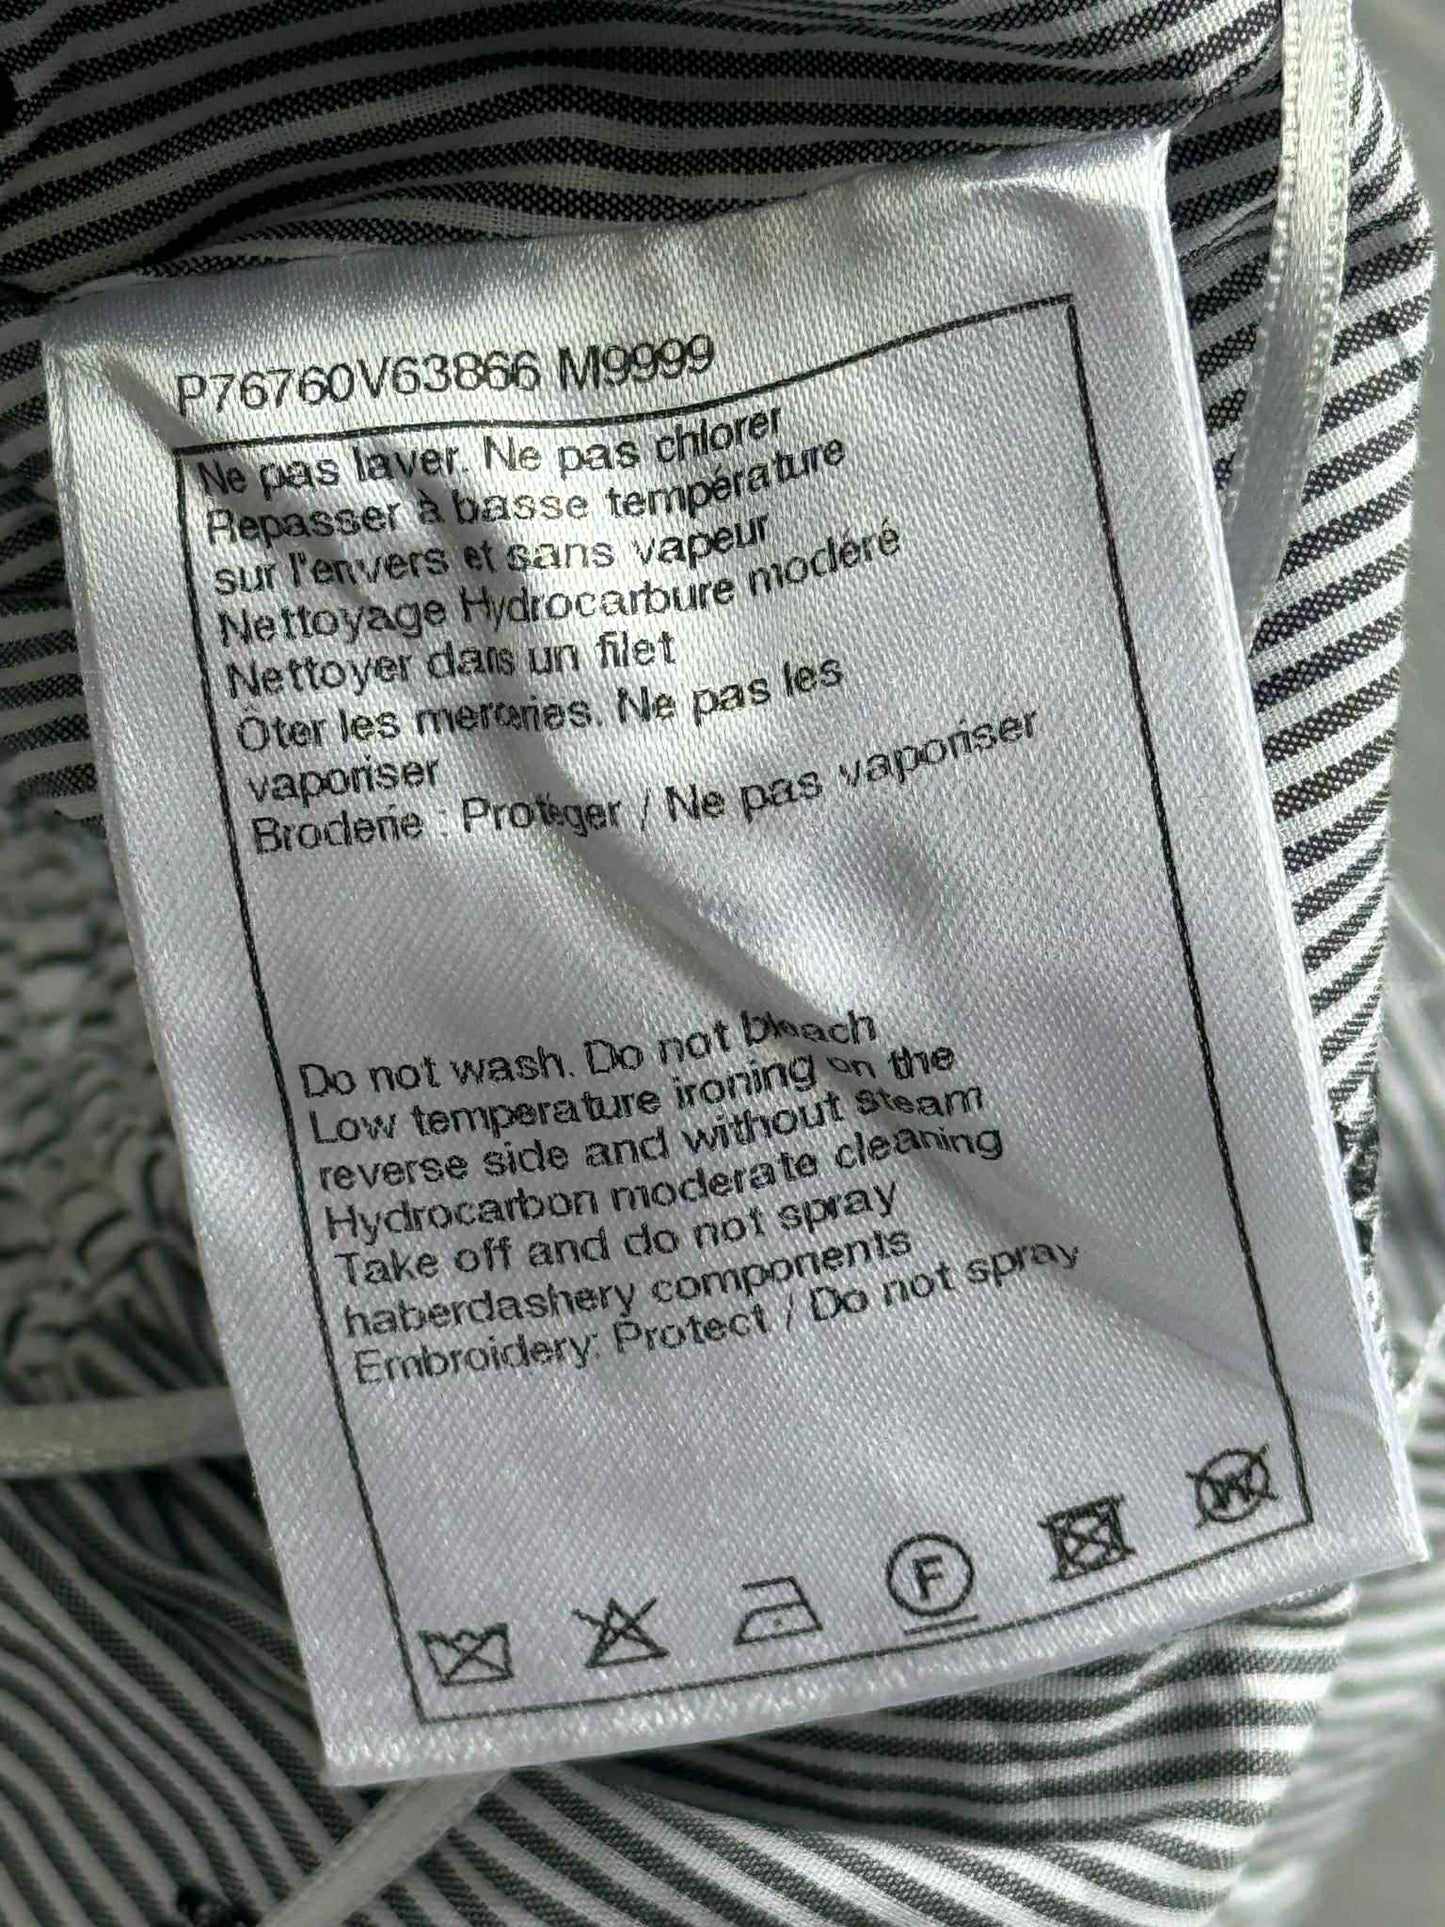 P76760V63866 M9999
Ne pas laver. Ne pas chlorer
Repasser à basse température
sur l'envers et sans vapeur
Nettoyage Hydrocarbure modéré
Nettoyer dans un filet
Ôter les merceries. Ne pas les
vaporiser
Broderie : Protéger / Ne pas vaporiser
Do not wash. Do not bleach
Low temperature ironing on the
reverse side and without steam
Hydrocarbon moderate cleaning
Take off and do not spray
haberdashery components
Embroidery: Protect / Do not spray
F W